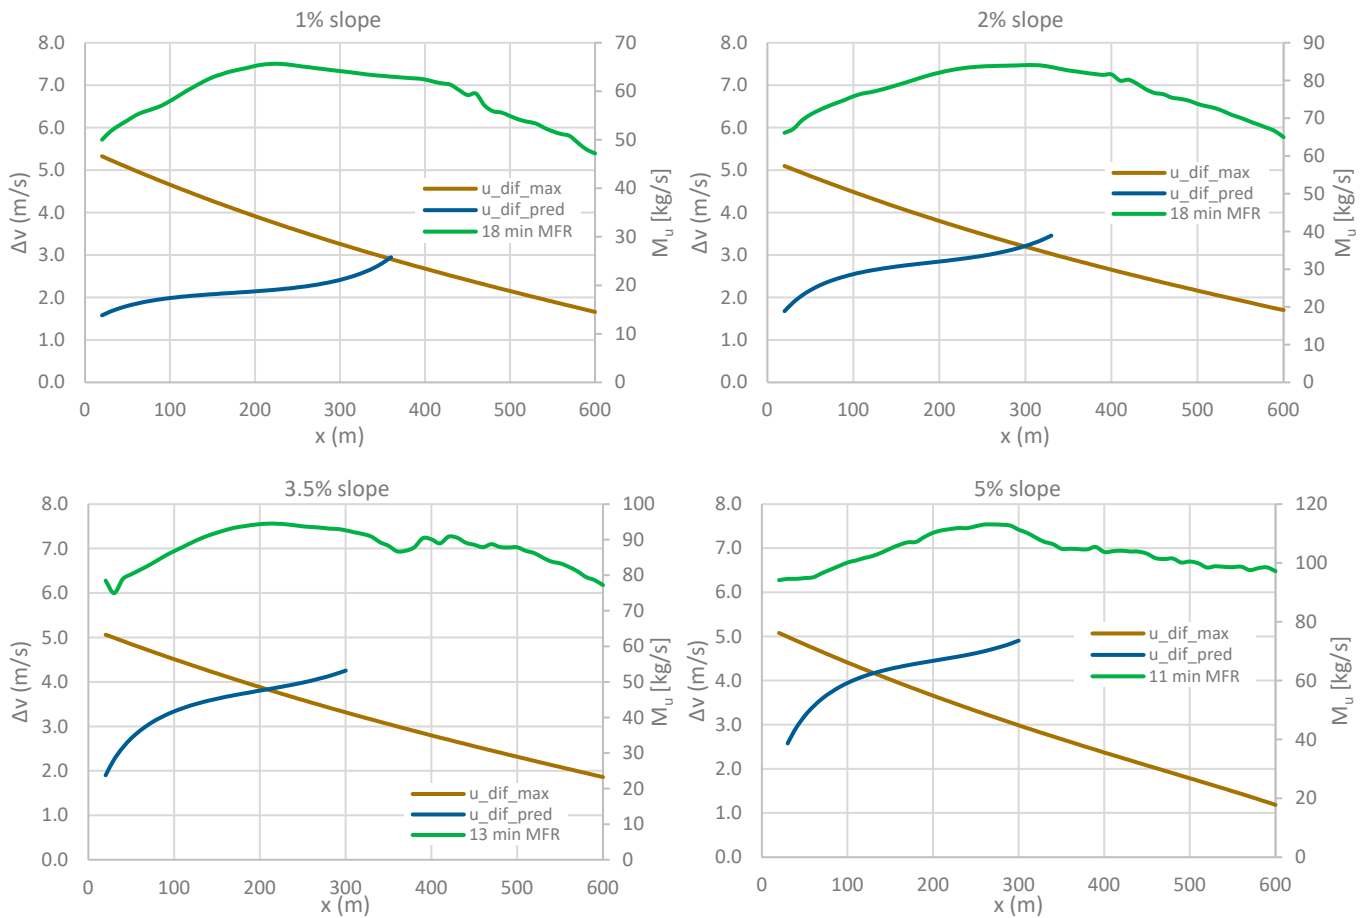 1% slope
8.0
7.0
6.0
5.0
4.0
3.0
2.0
1.0
0.0
Δv (m/s)
70
60
50
40
30
20
10
0
M_u [kg/s]
u_dif_max
u_dif_pred
18 min MFR
0 100 200 300 400 500 600
x (m)
2% slope
8.0
7.0
6.0
5.0
4.0
3.0
2.0
1.0
0.0
Δv (m/s)
90
80
70
60
50
40
30
20
10
0
M_u [kg/s]
u_dif_max
u_dif_pred
18 min MFR
0 100 200 300 400 500 600
x (m)
3.5% slope
8.0
7.0
6.0
5.0
4.0
3.0
2.0
1.0
0.0
Δv (m/s)
100
90
80
70
60
50
40
30
20
10
0
M_u [kg/s]
u_dif_max
u_dif_pred
13 min MFR
0 100 200 300 400 500 600
x (m)
5% slope
8.0
7.0
6.0
5.0
4.0
3.0
2.0
1.0
0.0
Δv (m/s)
120
100
80
60
40
20
0
M_u [kg/s]
u_dif_max
u_dif_pred
11 min MFR
0 100 200 300 400 500 600
x (m)